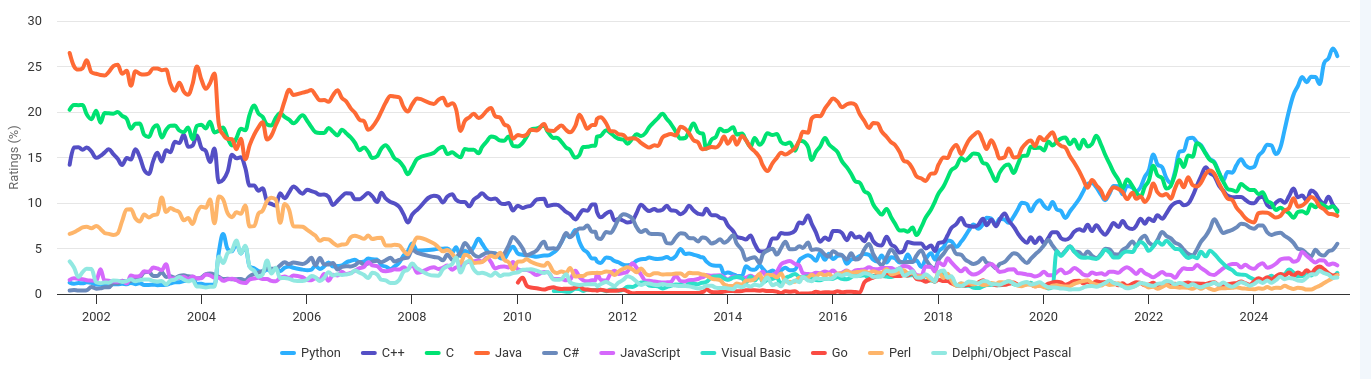 30
25
20
15
10
5
0
Ratings (%)
2002 2004 2006 2008 2010 2012 2014 2016 2018 2020 2022 2024
Python C++ C Java C# JavaScript Visual Basic Go Perl Delphi/Object Pascal